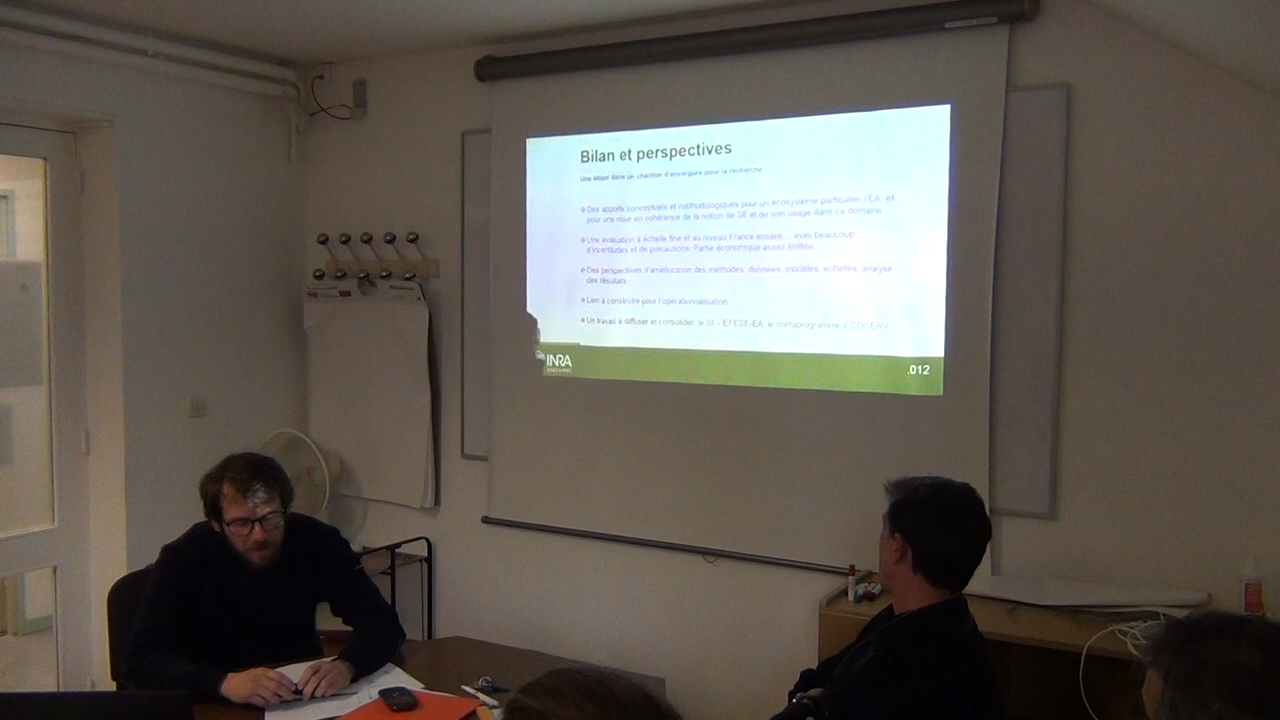 Bilan et perspectives
Une étape dans un chantier d'envergure pour la recherche
Des apports conceptuels et méthodologiques pour un écosystème particulier, l'EA et
pour une mise en cohérence de la notion de SE et de son usage dans ce domaine
Une évaluation à échelle fine et au niveau France entière… avec beaucoup
d'incertitudes et de précautions. Partie économique assez limitée
Des perspectives d'amélioration des méthodes, données, modèles, échelles, analyse
des résultats
Lien à construire pour l'opérationnalisation
Un travail à diffuser et consolider: le SI – EFESE-EA, le métaprogramme ECOSERV
INRA
.012